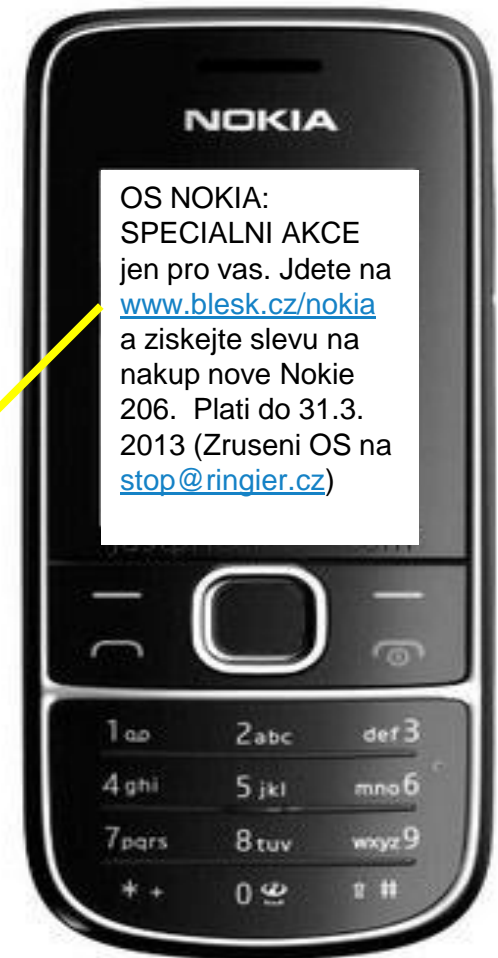 NOKIA
OS NOKIA:
SPECIALNI AKCE
jen pro vas. Jdete na
www.blesk.cz/nokia
a ziskejte slevu na
nakup nove Nokie
206.  Plati do 31.3.
2013 (Zruseni OS na
stop@ringier.cz)
1 2abc def3
4ghi 5jkl mno6
7pqrs 8tuv wxyz9
* + 0 #